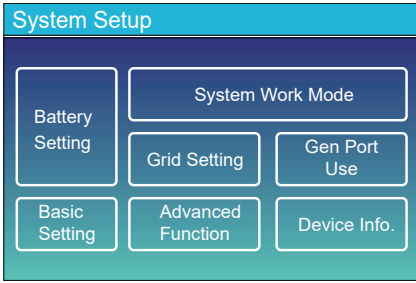 System Setup
Battery
Setting
System Work Mode
Grid Setting
Gen Port
Use
Basic
Setting
Advanced
Function
Device Info.